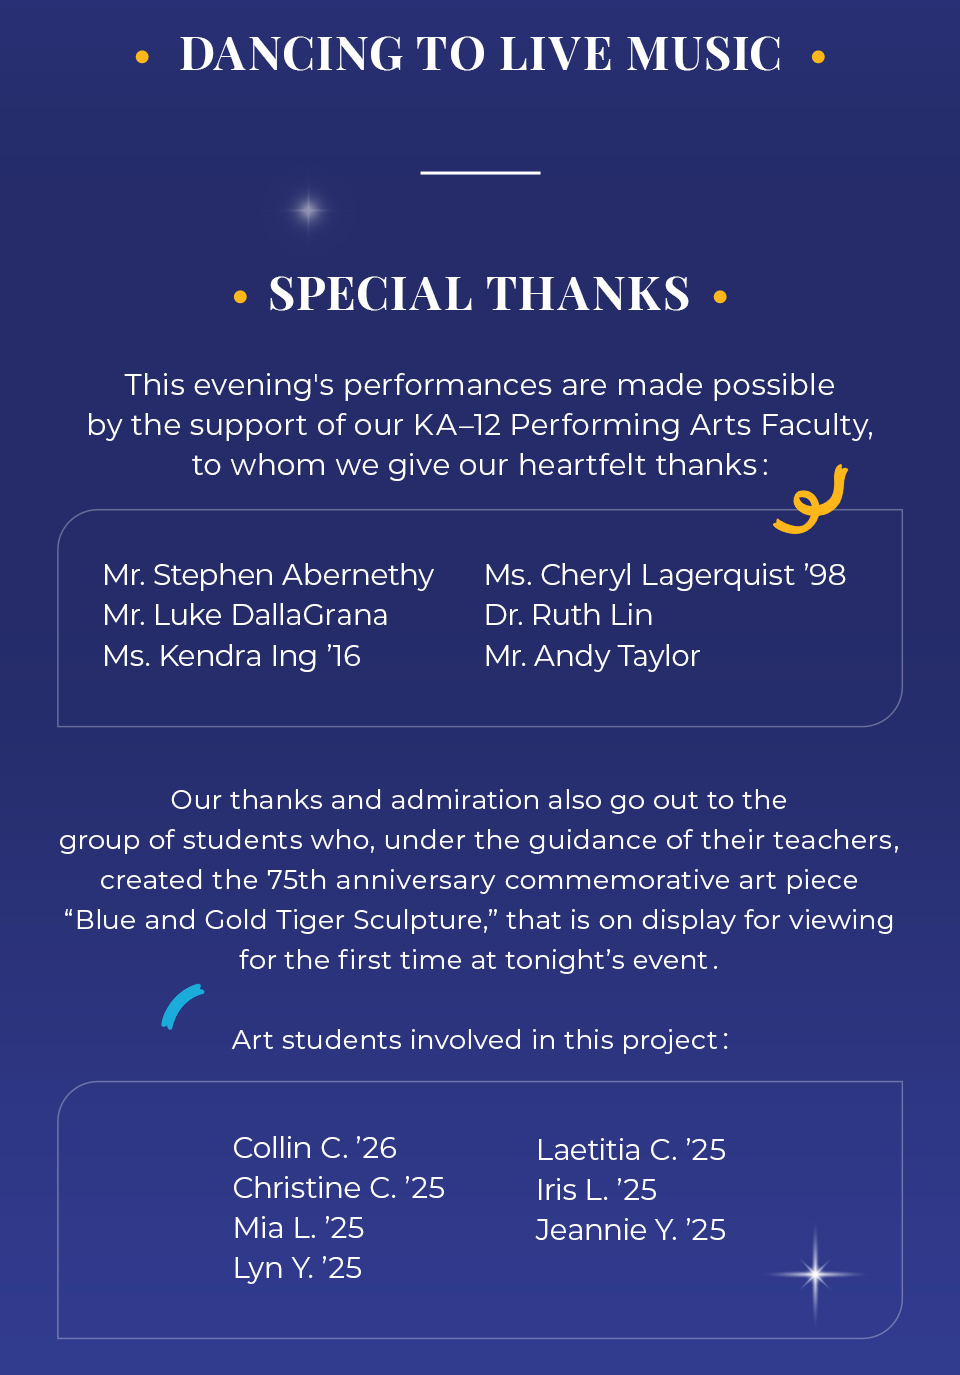 DANCING TO LIVE MUSIC
SPECIAL THANKS
This evening's performances are made possible
by the support of our KA–12 Performing Arts Faculty,
to whom we give our heartfelt thanks:
Mr. Stephen Abernethy
Mr. Luke DallaGrana
Ms. Kendra Ing ’16
Ms. Cheryl Lagerquist ’98
Dr. Ruth Lin
Mr. Andy Taylor
Our thanks and admiration also go out to the
group of students who, under the guidance of their teachers,
created the 75th anniversary commemorative art piece
“Blue and Gold Tiger Sculpture,” that is on display for viewing
for the first time at tonight’s event.
Art students involved in this project:
Collin C. ’26
Christine C. ’25
Mia L. ’25
Lyn Y. ’25
Laetitia C. ’25
Iris L. ’25
Jeannie Y. ’25